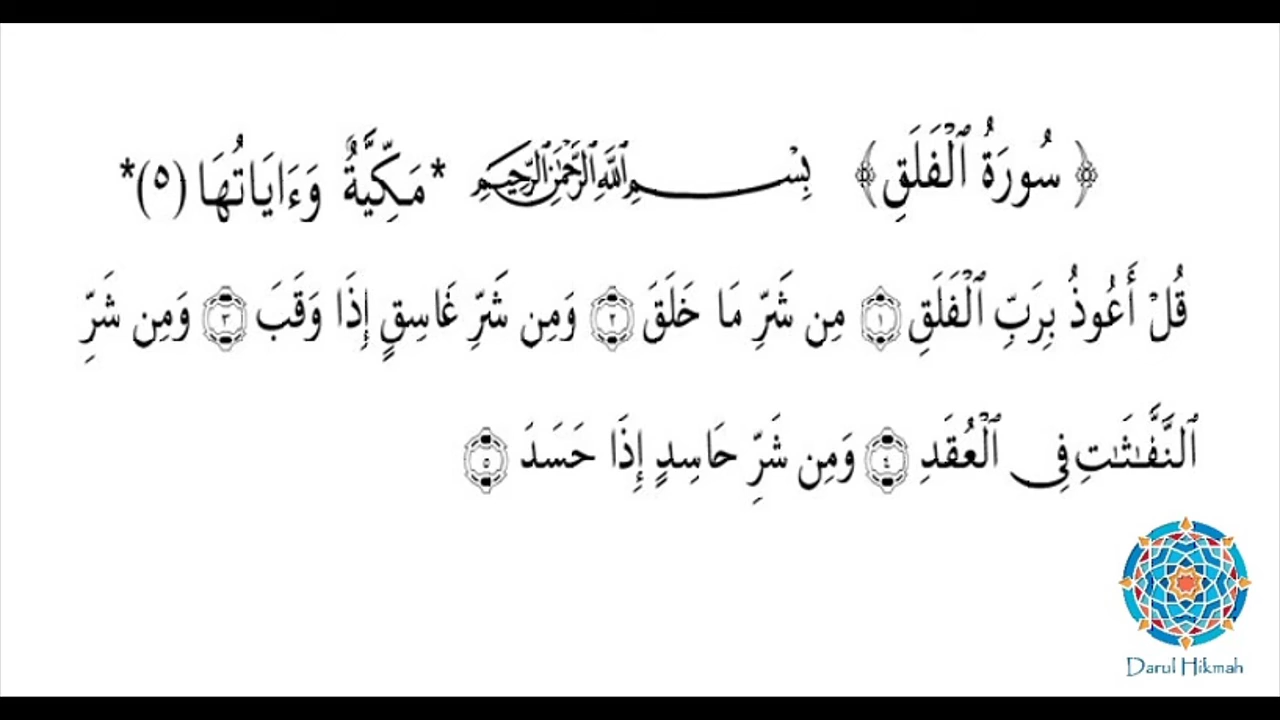 ﴿ سُورَةُ ٱلْفَلَقِ ﴾ بِسْمِ ٱللَّهِ ٱلرَّحْمَٰنِ ٱلرَّحِيمِ *مَكِّيَّةٌ وَءَايَاتُهَا (٥)*
قُلْ أَعُوذُ بِرَبِّ ٱلْفَلَقِ ١ مِن شَرِّ مَا خَلَقَ ٢ وَمِن شَرِّ غَاسِقٍ إِذَا وَقَبَ ٣ وَمِن شَرِّ
ٱلنَّفَّـٰثَـٰتِ فِى ٱلْعُقَدِ ٤ وَمِن شَرِّ حَاسِدٍ إِذَا حَسَدَ ٥
Darul Hikmah